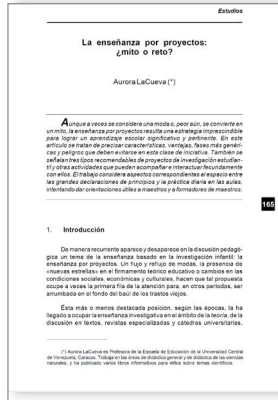 Estudios
La enseñanza por proyectos:
¿mito o reto?
Aurora LaCueva (*)
Aunque a veces se considera una moda o, peor aún, se convierte en
un mito, la enseñanza por proyectos resulta una estrategia imprescindible
para lograr un aprendizaje escolar significativo y pertinente. En este
artículo se tratan de precisar características, ventajas, fases más genéri-
cas y peligros que deben evitarse en esta clase de iniciativa. También se
señalan tres tipos recomendables de proyectos de investigación estudian-
til y otras actividades que pueden acompañar e interactuar fecundamente
con ellos. El trabajo considera aspectos correspondientes al espacio entre
las grandes declaraciones de principios y la práctica diaria en las aulas,
intentando dar orientaciones útiles a maestros y a formadores de maestros.
165
1. Introducción
De manera recurrente aparece y desaparece en la discusión pedagó-
gica un tema de la enseñanza basado en la investigación infantil: la
enseñanza por proyectos. Un flujo y reflujo de modas, la presencia de
«nuevas estrellas» en el firmamento teórico educativo o cambios en las
condiciones sociales, económicas y culturales, hacen que tal propuesta
ocupe a veces la primera fila de la atención para, en otros períodos, ser
arrumbada en el fondo del baúl de los trastos viejos.
Esta más o menos destacada posición, según las épocas, la ha
llegado a ocupar la enseñanza investigativa en el ámbito de la teoría, de la
discusión en textos, revistas especializadas y cátedras universitarias,
(*) Aurora LaCueva es Profesora de la Escuela de Educación de la Universidad Central
de Venezuela, Caracas. Trabaja en las áreas de didáctica general y de didáctica de las ciencias
naturales, y ha publicado varios libros informativos para niños sobre temas científicos.